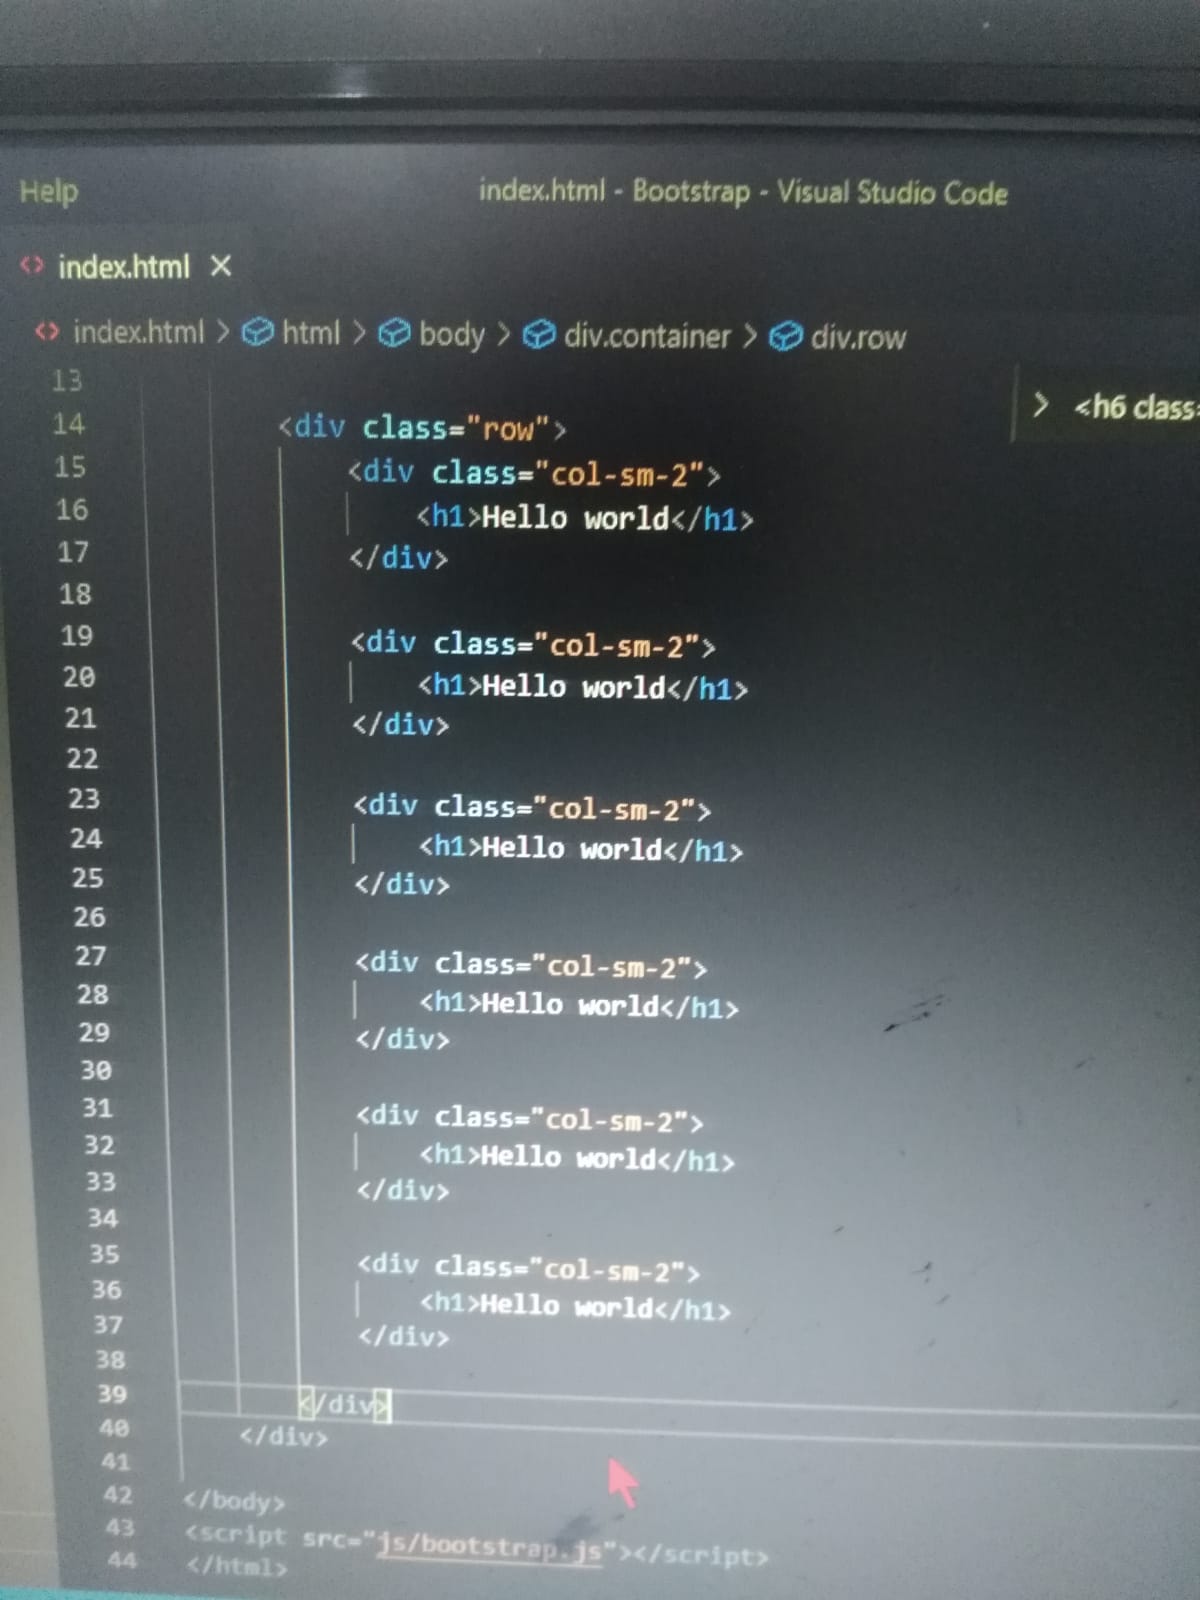 Help
index.html - Bootstrap - Visual Studio Code
<> index.html ×
<> index.html > html > body > div.container > div.row
> <h6 class=
13
14 <div class="row">
15 <div class="col-sm-2">
16 <h1>Hello world</h1>
17 </div>
18
19 <div class="col-sm-2">
20 <h1>Hello world</h1>
21 </div>
22
23 <div class="col-sm-2">
24 <h1>Hello world</h1>
25 </div>
26
27 <div class="col-sm-2">
28 <h1>Hello world</h1>
29 </div>
30
31 <div class="col-sm-2">
32 <h1>Hello world</h1>
33 </div>
34
35 <div class="col-sm-2">
36 <h1>Hello world</h1>
37 </div>
38
39 </div>
40 </div>
41
42 </body>
43 <script src="js/bootstrap.js"></script>
44 </html>